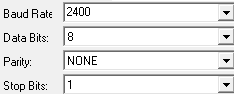 Baud Rate 2400
Data Bits: 8
Parity: NONE
Stop Bits: 1